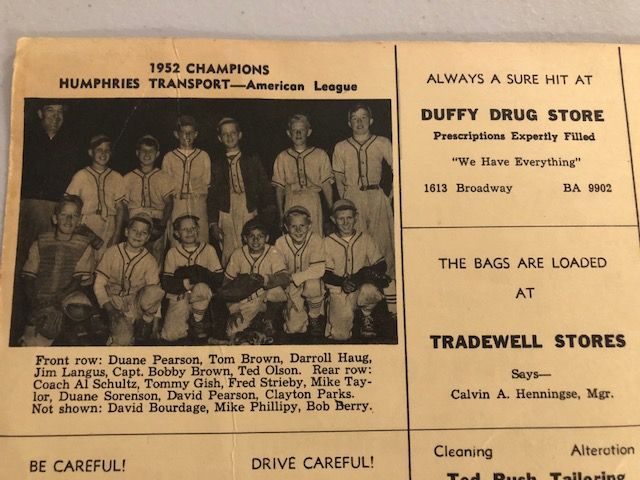 1952 CHAMPIONS
HUMPHRIES TRANSPORT—American League
Front row: Duane Pearson, Tom Brown, Darroll Haug,
Jim Langus, Capt. Bobby Brown, Ted Olson. Rear row:
Coach Al Schultz, Tommy Gish, Fred Strieby, Mike Tay-
lor, Duane Sorenson, David Pearson, Clayton Parks.
Not shown: David Bourdage, Mike Phillipy, Bob Berry.
BE CAREFUL! DRIVE CAREFUL!
ALWAYS A SURE HIT AT
DUFFY DRUG STORE
Prescriptions Expertly Filled
"We Have Everything"
1613 Broadway BA 9902
THE BAGS ARE LOADED
AT
TRADEWELL STORES
Says—
Calvin A. Henningse, Mgr.
Cleaning Alteration
Ted Bush Tailoring